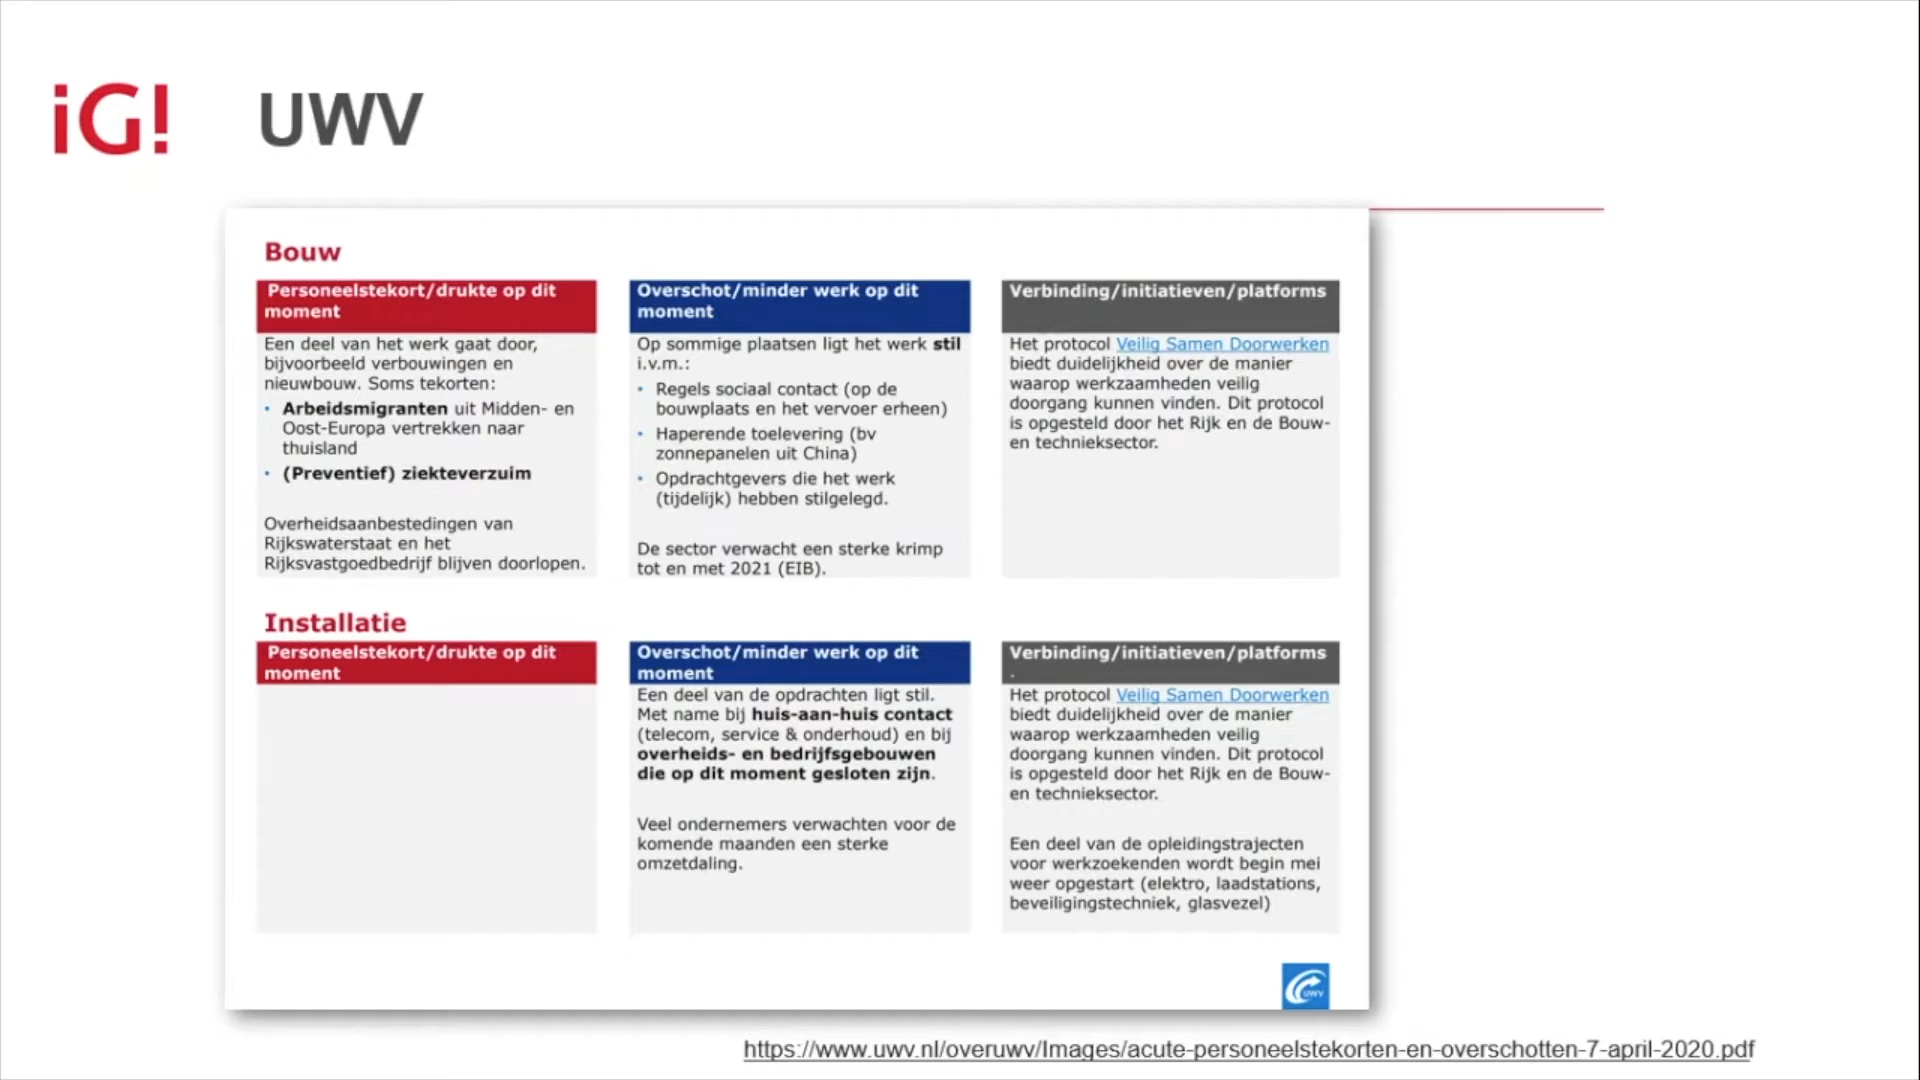 iG! UWV
Bouw
Personeelstekort/drukte op dit
moment
Een deel van het werk gaat door,
bijvoorbeeld verbouwingen en
nieuwbouw. Soms tekorten:
• Arbeidsmigranten uit Midden- en
Oost-Europa vertrekken naar
thuisland
• (Preventief) ziekteverzuim
Overheidsaanbestedingen van
Rijkswaterstaat en het
Rijksvastgoedbedrijf blijven doorlopen.
Overschot/minder werk op dit
moment
Op sommige plaatsen ligt het werk stil
i.v.m.:
• Regels sociaal contact (op de
bouwplaats en het vervoer erheen)
• Haperende toelevering (bv
zonnepanelen uit China)
• Opdrachtgevers die het werk
(tijdelijk) hebben stilgelegd.
De sector verwacht een sterke krimp
tot en met 2021 (EIB).
Verbinding/initiatieven/platforms
Het protocol Veilig Samen Doorwerken
biedt duidelijkheid over de manier
waarop werkzaamheden veilig
doorgang kunnen vinden. Dit protocol
is opgesteld door het Rijk en de Bouw-
en technieksector.
Installatie
Personeelstekort/drukte op dit
moment
Overschot/minder werk op dit
moment
Een deel van de opdrachten ligt stil.
Met name bij huis-aan-huis contact
(telecom, service & onderhoud) en bij
overheids- en bedrijfsgebouwen
die op dit moment gesloten zijn.
Veel ondernemers verwachten voor de
komende maanden een sterke
omzetdaling.
Verbinding/initiatieven/platforms
.
Het protocol Veilig Samen Doorwerken
biedt duidelijkheid over de manier
waarop werkzaamheden veilig
doorgang kunnen vinden. Dit protocol
is opgesteld door het Rijk en de Bouw-
en technieksector.
Een deel van de opleidingstrajecten
voor werkzoekenden wordt begin mei
weer opgestart (elektro, laadstations,
beveiligingstechniek, glasvezel)
UWV
https://www.uwv.nl/overuwv/Images/acute-personeelstekorten-en-overschotten-7-april-2020.pdf